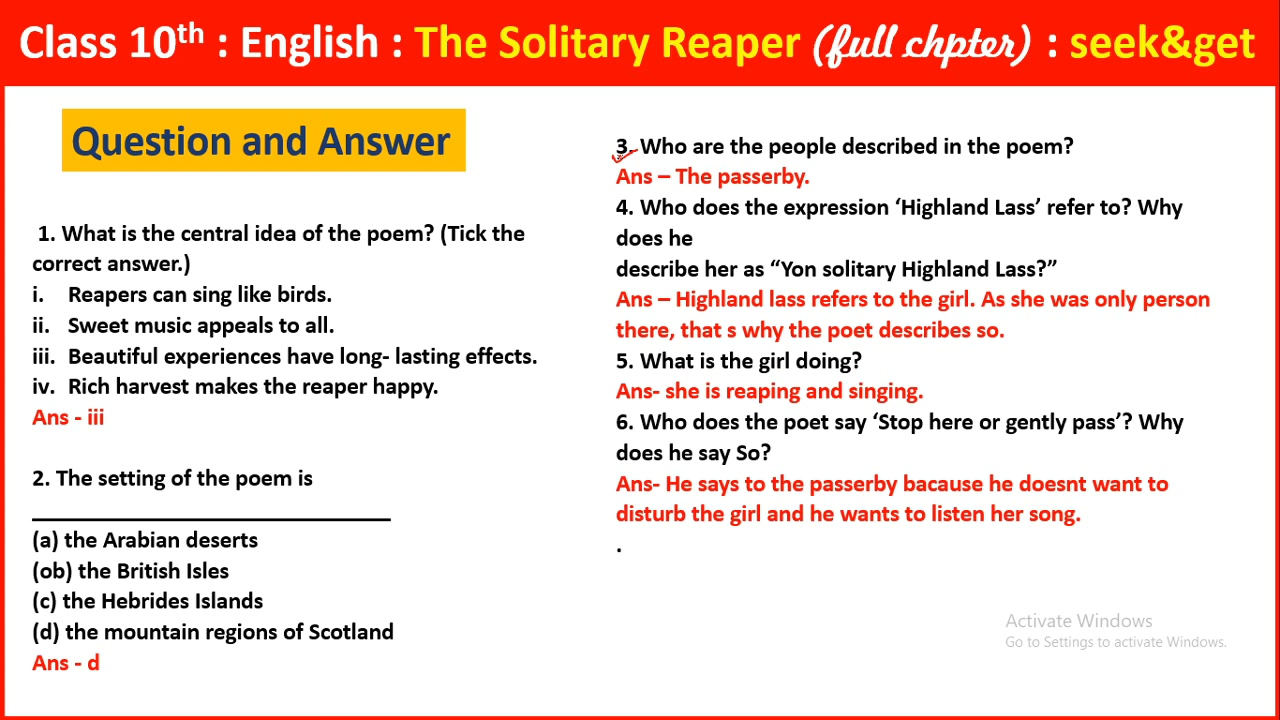 Class 10th : English : The Solitary Reaper (full chpter) : seek&get
Question and Answer
1. What is the central idea of the poem? (Tick the
correct answer.)
i. Reapers can sing like birds.
ii. Sweet music appeals to all.
iii. Beautiful experiences have long- lasting effects.
iv. Rich harvest makes the reaper happy.
Ans - iii
2. The setting of the poem is
______________________________
(a) the Arabian deserts
(ob) the British Isles
(c) the Hebrides Islands
(d) the mountain regions of Scotland
Ans - d
3. Who are the people described in the poem?
Ans – The passerby.
4. Who does the expression ‘Highland Lass’ refer to? Why
does he
describe her as “Yon solitary Highland Lass?”
Ans – Highland lass refers to the girl. As she was only person
there, that s why the poet describes so.
5. What is the girl doing?
Ans- she is reaping and singing.
6. Who does the poet say ‘Stop here or gently pass’? Why
does he say So?
Ans- He says to the passerby bacause he doesnt want to
disturb the girl and he wants to listen her song.
.
Activate Windows
Go to Settings to activate Windows.